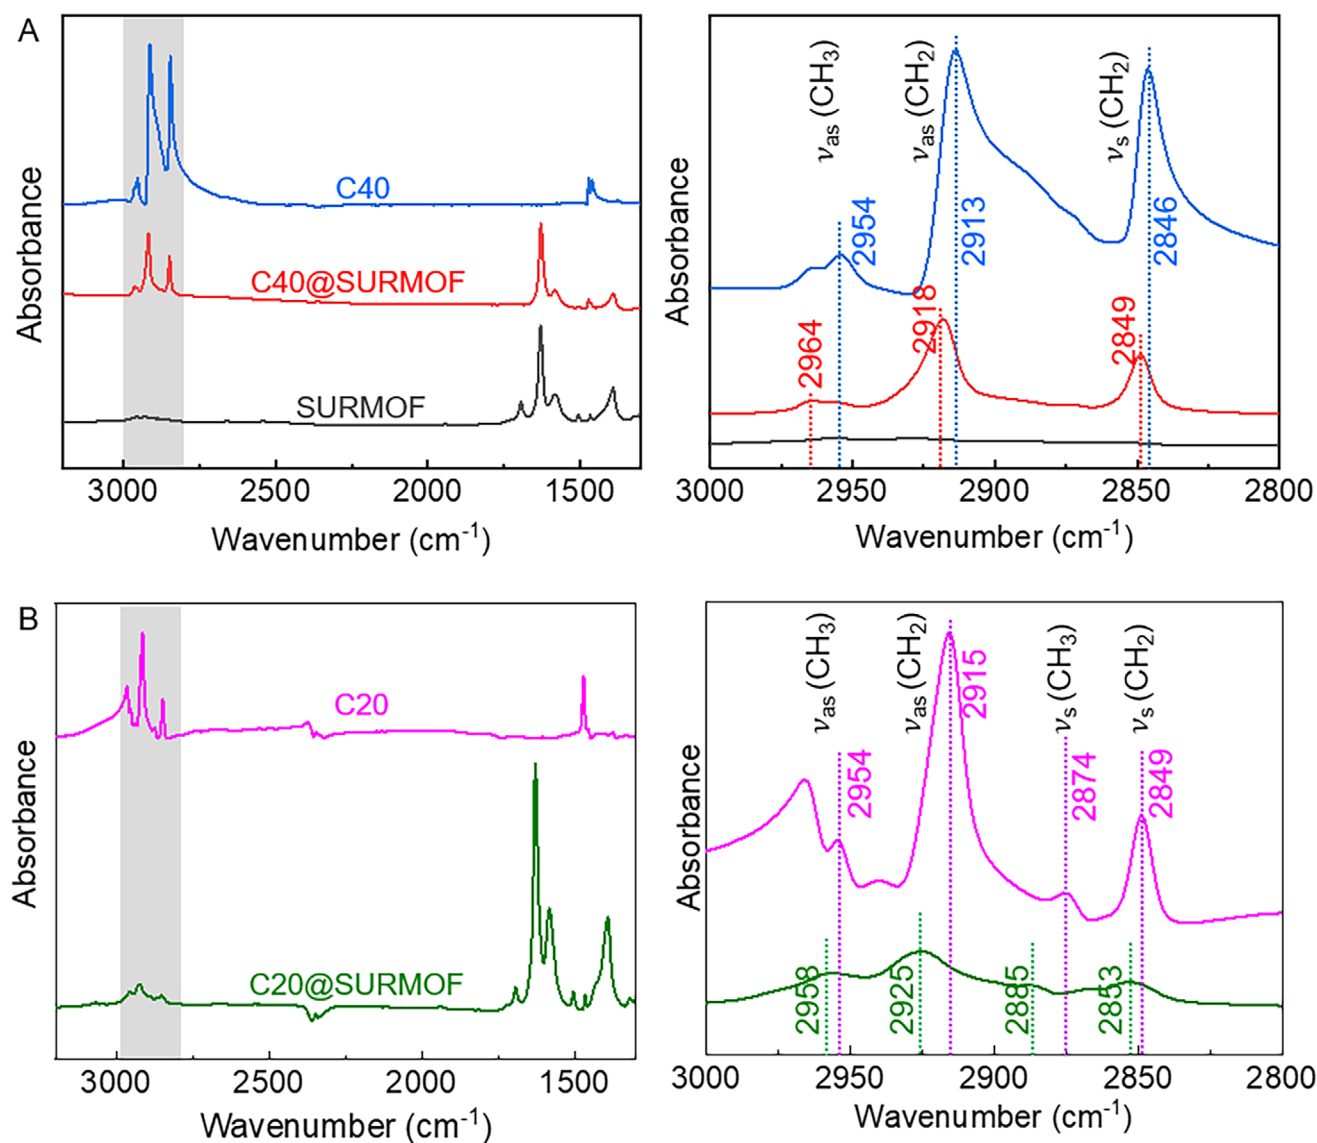 A
Absorbance
C40
C40@SURMOF
SURMOF
3000 2500 2000 1500
Wavenumber (cm⁻¹)
Absorbance
νas (CH₃)
νas (CH₂)
νs (CH₂)
2954
2913
2846
2964
2918
2849
3000 2950 2900 2850 2800
Wavenumber (cm⁻¹)
B
Absorbance
C20
C20@SURMOF
3000 2500 2000 1500
Wavenumber (cm⁻¹)
Absorbance
νas (CH₃)
νas (CH₂)
νs (CH₃)
νs (CH₂)
2954
2915
2874
2849
2958
2925
2885
2853
3000 2950 2900 2850 2800
Wavenumber (cm⁻¹)